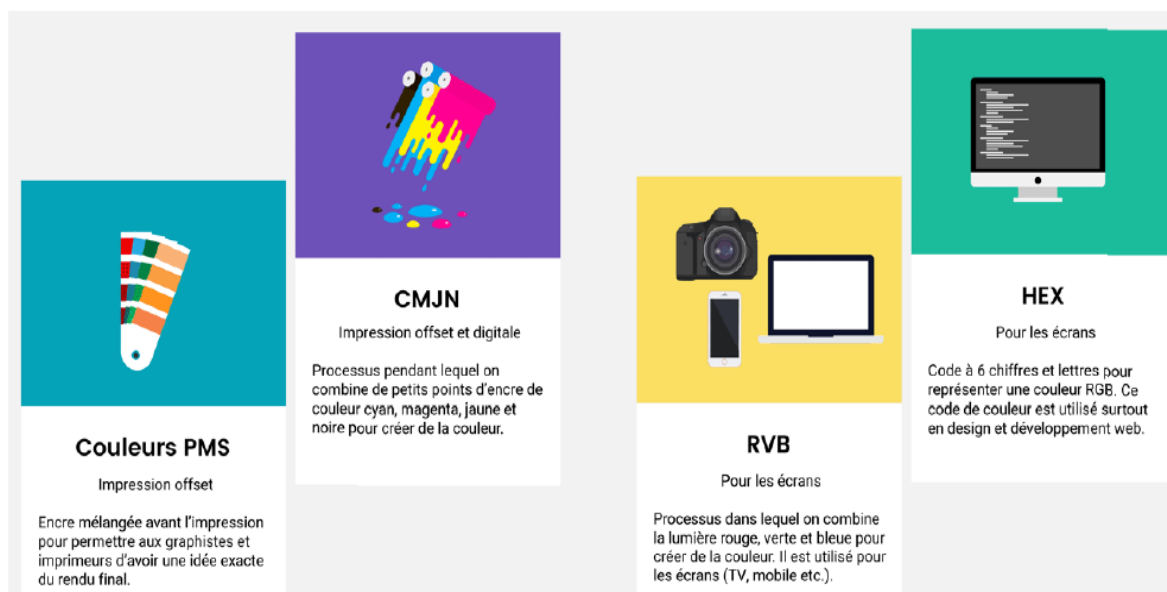 Couleurs PMS
Impression offset
Encre mélangée avant l'impression
pour permettre aux graphistes et
imprimeurs d'avoir une idée exacte
du rendu final.
CMJN
Impression offset et digitale
Processus pendant lequel on
combine de petits points d'encre de
couleur cyan, magenta, jaune et
noire pour créer de la couleur.
RVB
Pour les écrans
Processus dans lequel on combine
la lumière rouge, verte et bleue pour
créer de la couleur. Il est utilisé pour
les écrans (TV, mobile etc.).
HEX
Pour les écrans
Code à 6 chiffres et lettres pour
représenter une couleur RGB. Ce
code de couleur est utilisé surtout
en design et développement web.